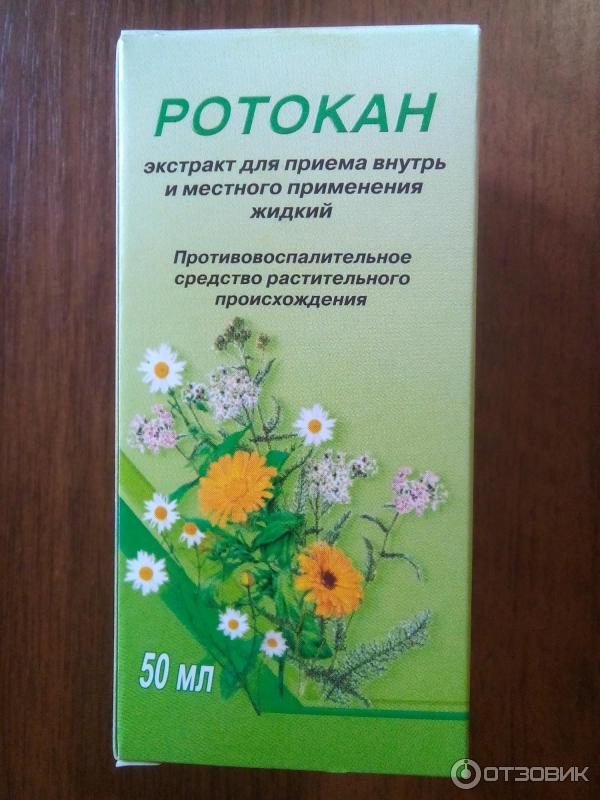 РОТОКАН
экстракт для приема внутрь
и местного применения
жидкий
Противовоспалительное
средство растительного
происхождения
50 мл
ОТЗОВИК